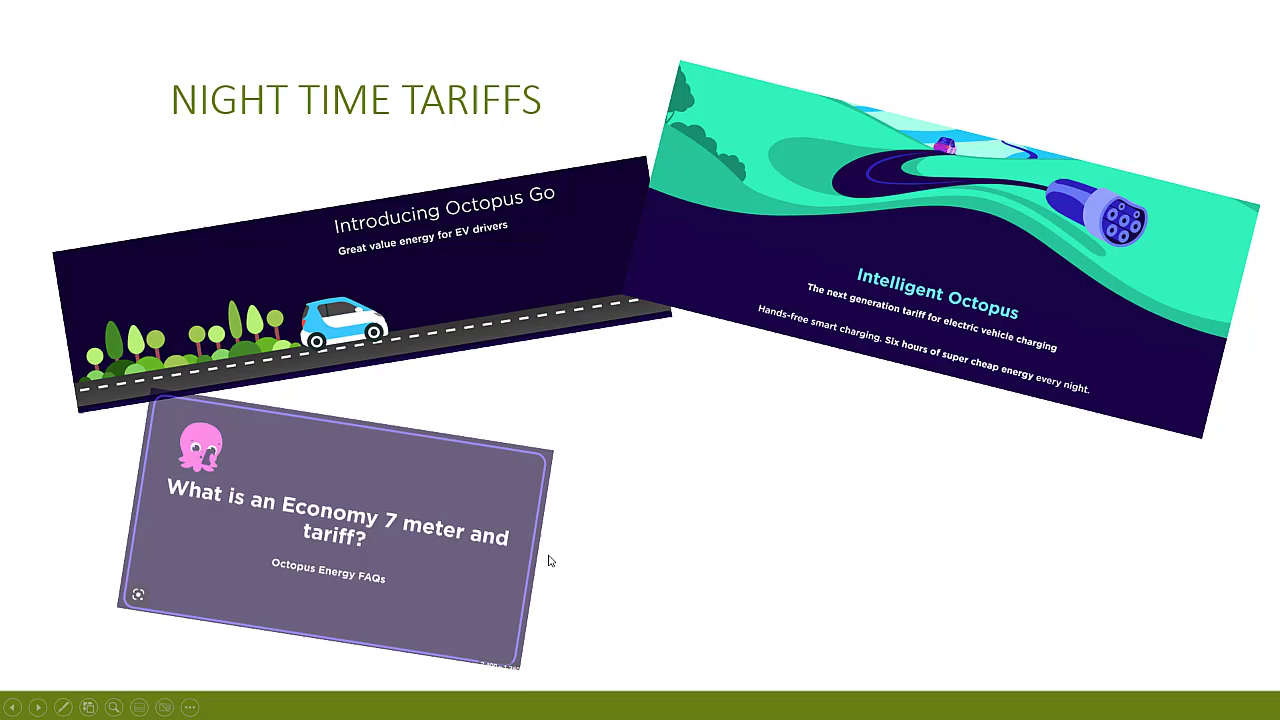 NIGHT TIME TARIFFS
Introducing Octopus Go
Great value energy for EV drivers
Intelligent Octopus
The next generation tariff for electric vehicle charging
Hands-free smart charging. Six hours of super cheap energy every night.
What is an Economy 7 meter and
tariff?
Octopus Energy FAQs